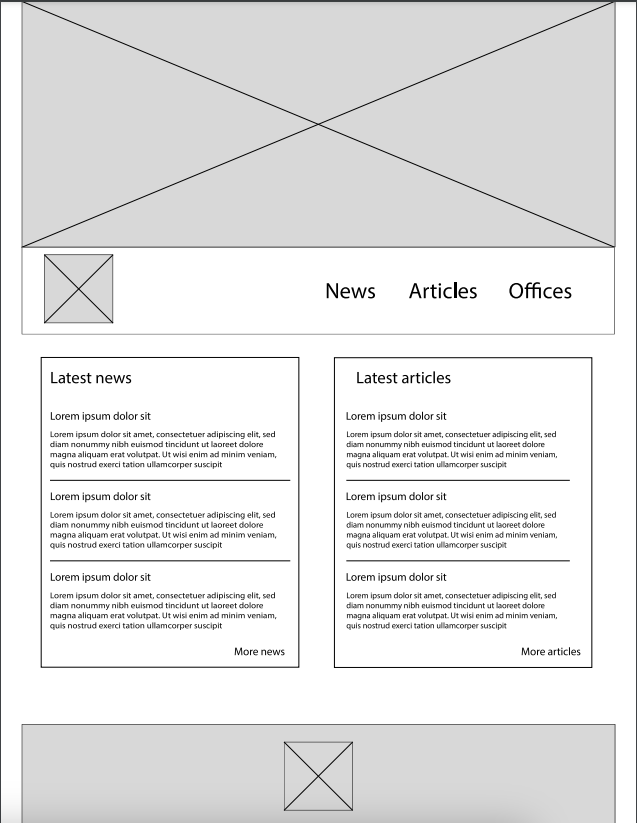 News Articles Offices
Latest news
Lorem ipsum dolor sit
Lorem ipsum dolor sit amet, consectetuer adipiscing elit, sed
diam nonummy nibh euismod tincidunt ut laoreet dolore
magna aliquam erat volutpat. Ut wisi enim ad minim veniam,
quis nostrud exerci tation ullamcorper suscipit
Lorem ipsum dolor sit
Lorem ipsum dolor sit amet, consectetuer adipiscing elit, sed
diam nonummy nibh euismod tincidunt ut laoreet dolore
magna aliquam erat volutpat. Ut wisi enim ad minim veniam,
quis nostrud exerci tation ullamcorper suscipit
Lorem ipsum dolor sit
Lorem ipsum dolor sit amet, consectetuer adipiscing elit, sed
diam nonummy nibh euismod tincidunt ut laoreet dolore
magna aliquam erat volutpat. Ut wisi enim ad minim veniam,
quis nostrud exerci tation ullamcorper suscipit
More news
Latest articles
Lorem ipsum dolor sit
Lorem ipsum dolor sit amet, consectetuer adipiscing elit, sed
diam nonummy nibh euismod tincidunt ut laoreet dolore
magna aliquam erat volutpat. Ut wisi enim ad minim veniam,
quis nostrud exerci tation ullamcorper suscipit
Lorem ipsum dolor sit
Lorem ipsum dolor sit amet, consectetuer adipiscing elit, sed
diam nonummy nibh euismod tincidunt ut laoreet dolore
magna aliquam erat volutpat. Ut wisi enim ad minim veniam,
quis nostrud exerci tation ullamcorper suscipit
Lorem ipsum dolor sit
Lorem ipsum dolor sit amet, consectetuer adipiscing elit, sed
diam nonummy nibh euismod tincidunt ut laoreet dolore
magna aliquam erat volutpat. Ut wisi enim ad minim veniam,
quis nostrud exerci tation ullamcorper suscipit
More articles